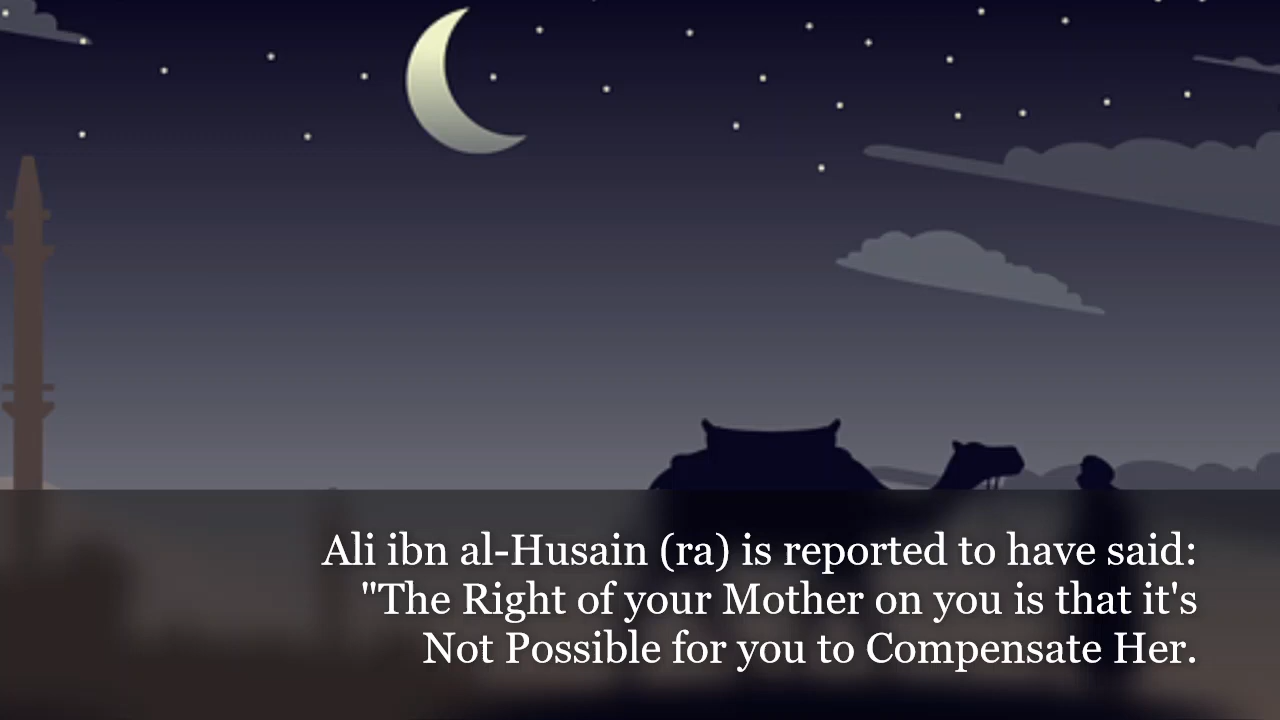 Ali ibn al-Husain (ra) is reported to have said:
"The Right of your Mother on you is that it's
Not Possible for you to Compensate Her.